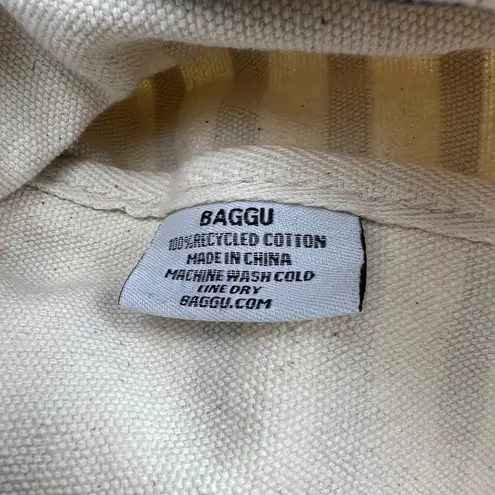 BAGGU
100% RECYCLED COTTON
MADE IN CHINA
MACHINE WASH COLD
LINE DRY
BAGGU.COM